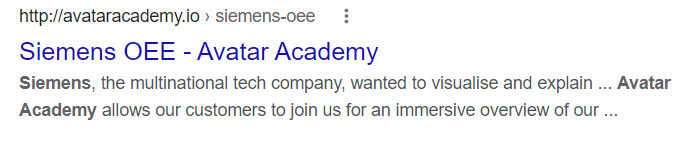 http://avataracademy.io › siemens-oee
Siemens OEE - Avatar Academy
Siemens, the multinational tech company, wanted to visualise and explain ... Avatar
Academy allows our customers to join us for an immersive overview of our ...